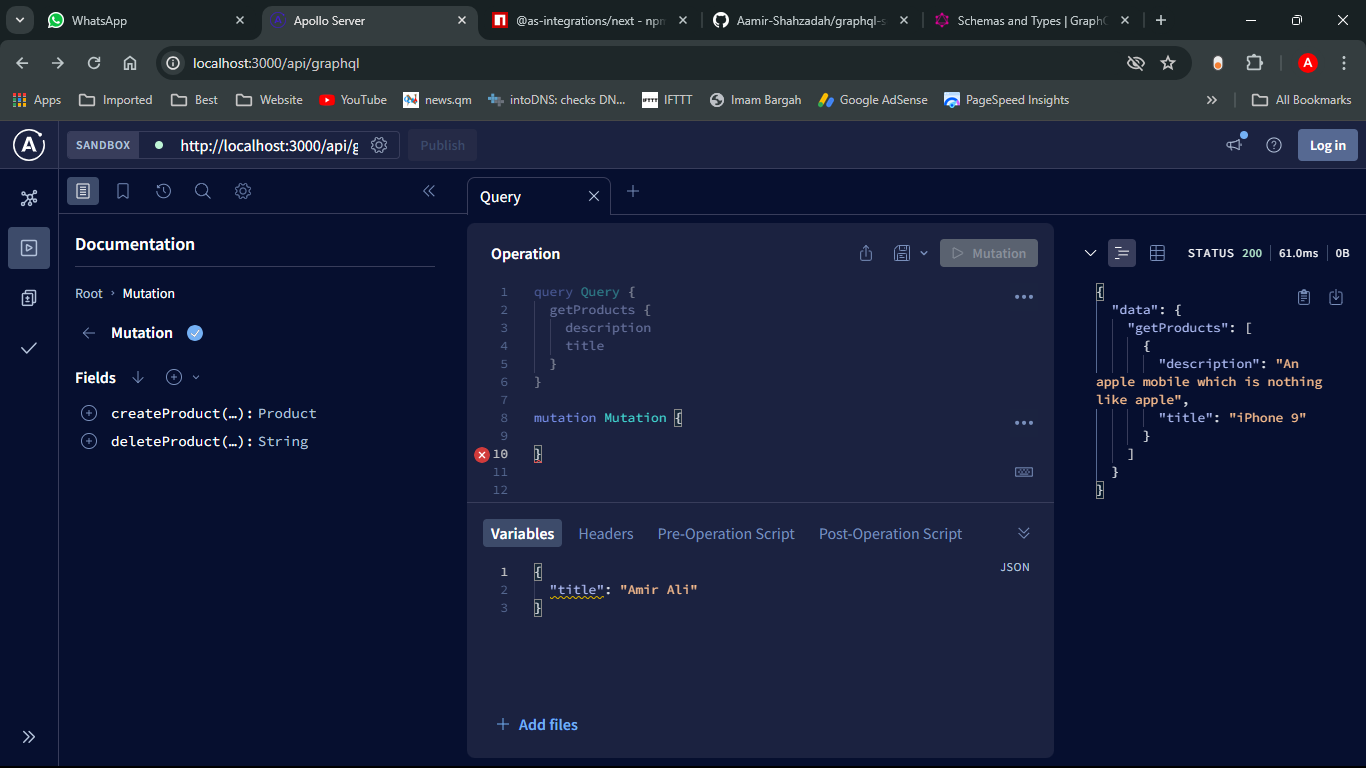 WhatsApp
Apollo Server
@as-integrations/next - npm
Aamir-Shahzadah/graphql-s
Schemas and Types | GraphQ
localhost:3000/api/graphql
A
Apps
Imported
Best
Website
YouTube
news.qm
intoDNS: checks DN...
IFTTT
IFTTT
Imam Bargah
Google AdSense
PageSpeed Insights
All Bookmarks
A
SANDBOX
http://localhost:3000/api/g
Publish
Log in
Query
Documentation
Root › Mutation
Mutation
Fields
createProduct(…): Product
deleteProduct(…): String
Operation
Mutation
1 query Query {
2 getProducts {
3 description
4 title
5 }
6 }
7
8 mutation Mutation {
9
10 }
11
12
Variables
Headers
Pre-Operation Script
Post-Operation Script
JSON
1 {
2 "title": "Amir Ali"
3 }
+ Add files
STATUS 200
61.0ms
0B
{
"data": {
"getProducts": [
{
"description": "An
apple mobile which is nothing
like apple",
"title": "iPhone 9"
}
]
}
}